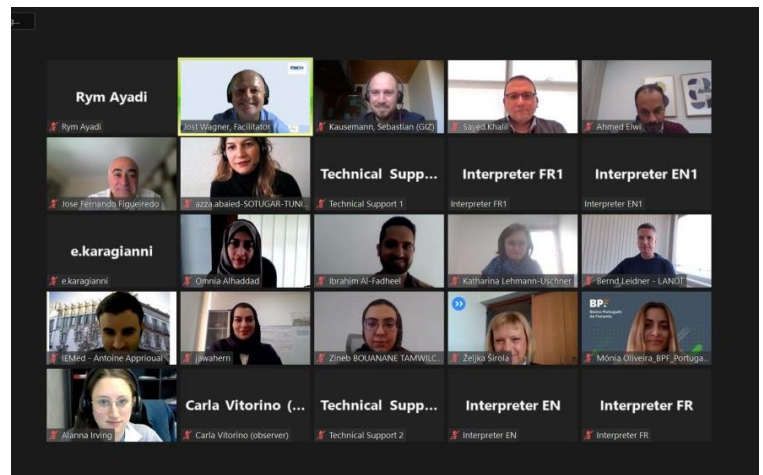 Rym Ayadi
Rym Ayadi
Jost Wagner, Facilitator
Kausemann, Sebastian (GIZ)
Sayed.Khalil
Ahmed Elwi
Jose Fernando Figueiredo
azza.abaied-SOTUGAR-TUNI...
Technical Supp...
Technical Support 1
Interpreter FR1
Interpreter FR1
Interpreter EN1
Interpreter EN1
e.karagianni
e.karagianni
Omnia Alhaddad
Ibrahim Al-Fadheel
Katharina Lehmann-Uschner
Bernd Leidner - LANDT
IEMed - Antoine Apprioual
Jawahern
Zineb BOUANANE TAMWILC...
Željka Širola
BPF
Banco Português
de Fomento
Mónia Oliveira_BPF_Portuga...
Alanna Irving
Carla Vitorino (...
Carla Vitorino (observer)
Technical Supp...
Technical Support 2
Interpreter EN
Interpreter EN
Interpreter FR
Interpreter FR